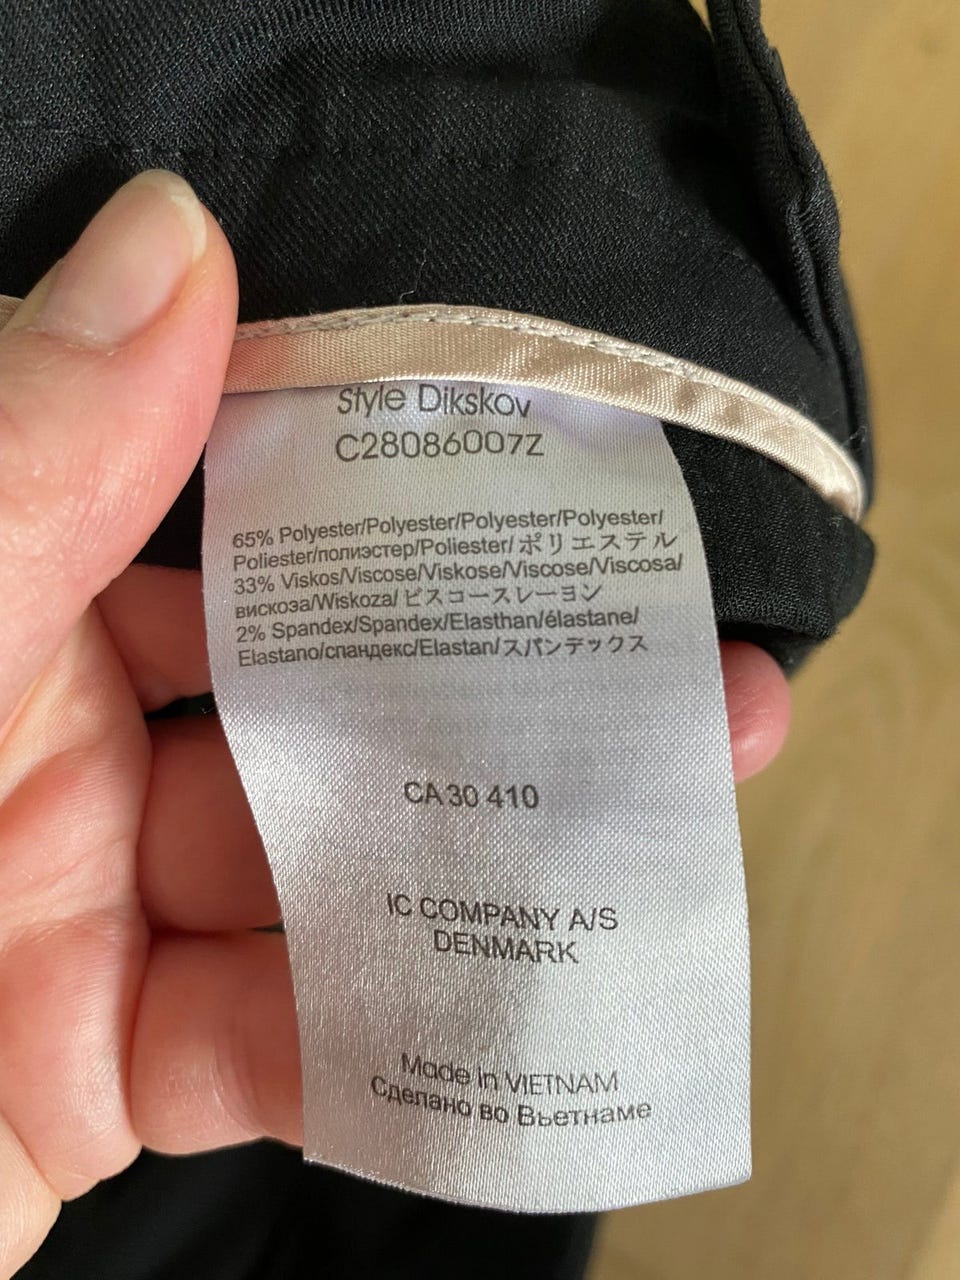 Style Dikskov
C28086007Z
65% Polyester/Polyester/Polyester/Polyester/
Poliester/полиэстер/Poliester/ポリエステル
33% Viskos/Viscose/Viskose/Viscose/Viscosa/
вискоза/Wiskoza/ビスコースレーヨン
2% Spandex/Spandex/Elasthan/élastane/
Elastano/спандекс/Elastan/スパンデックス
CA 30 410
IC COMPANY A/S
DENMARK
Made in VIETNAM
Сделано во Вьетнаме